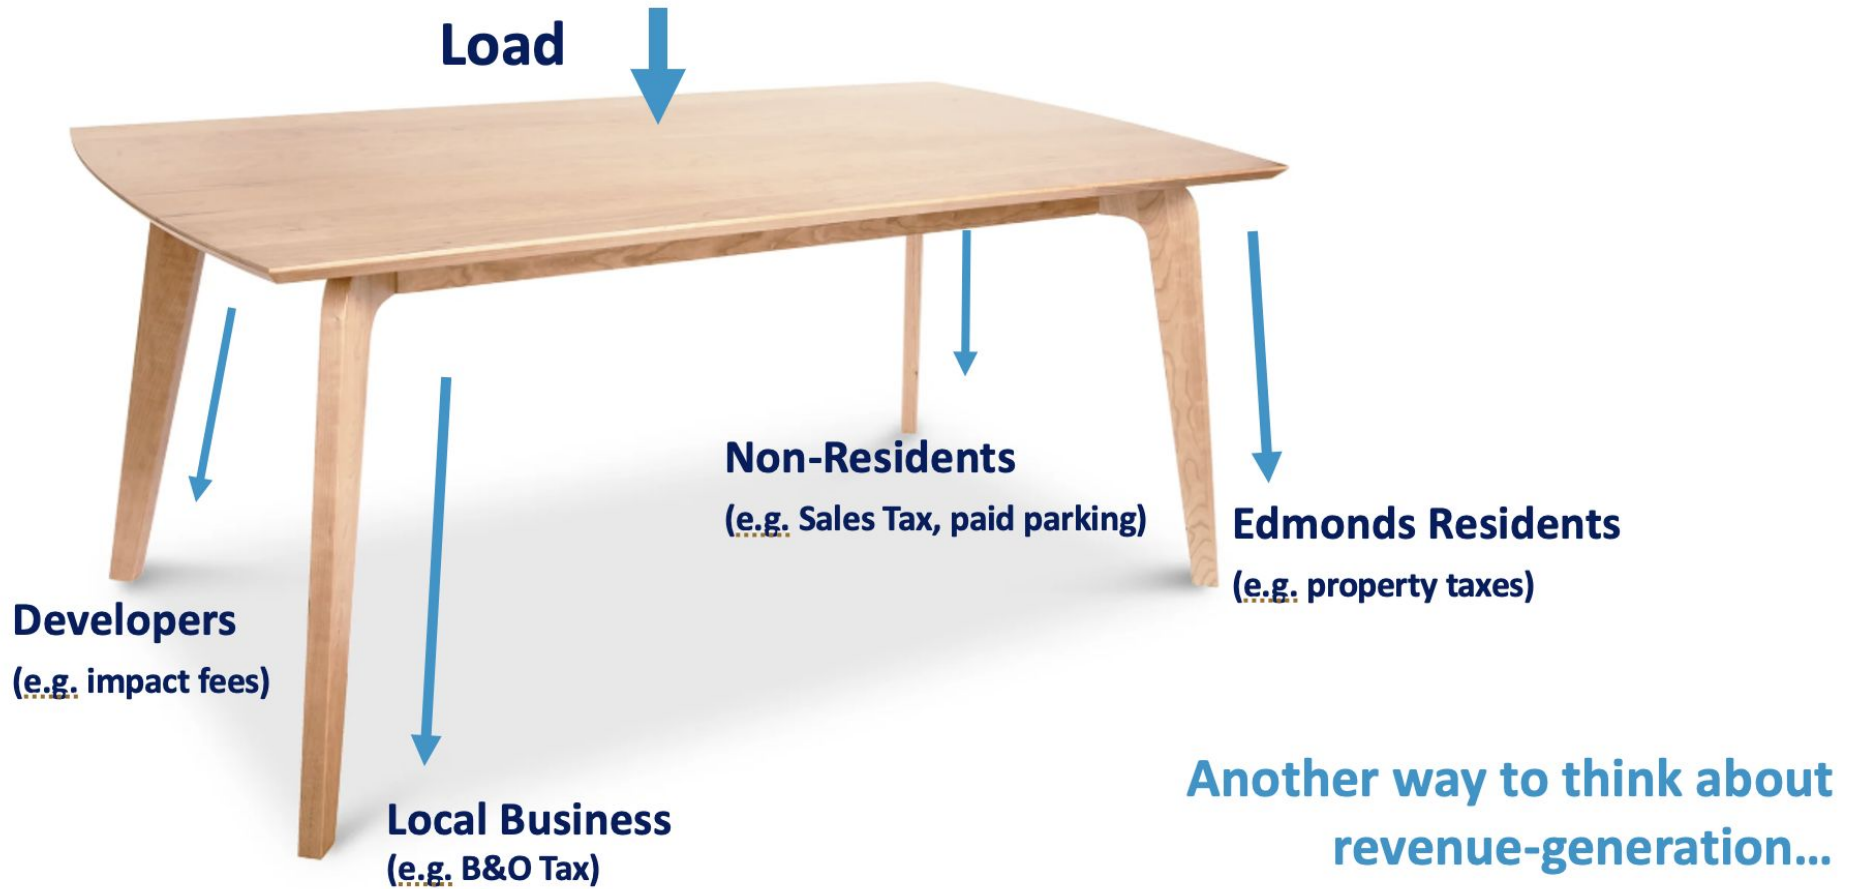 Load
Non-Residents
(e.g. Sales Tax, paid parking)
Edmonds Residents
(e.g. property taxes)
Developers
(e.g. impact fees)
Local Business
(e.g. B&O Tax)
Another way to think about
revenue-generation...